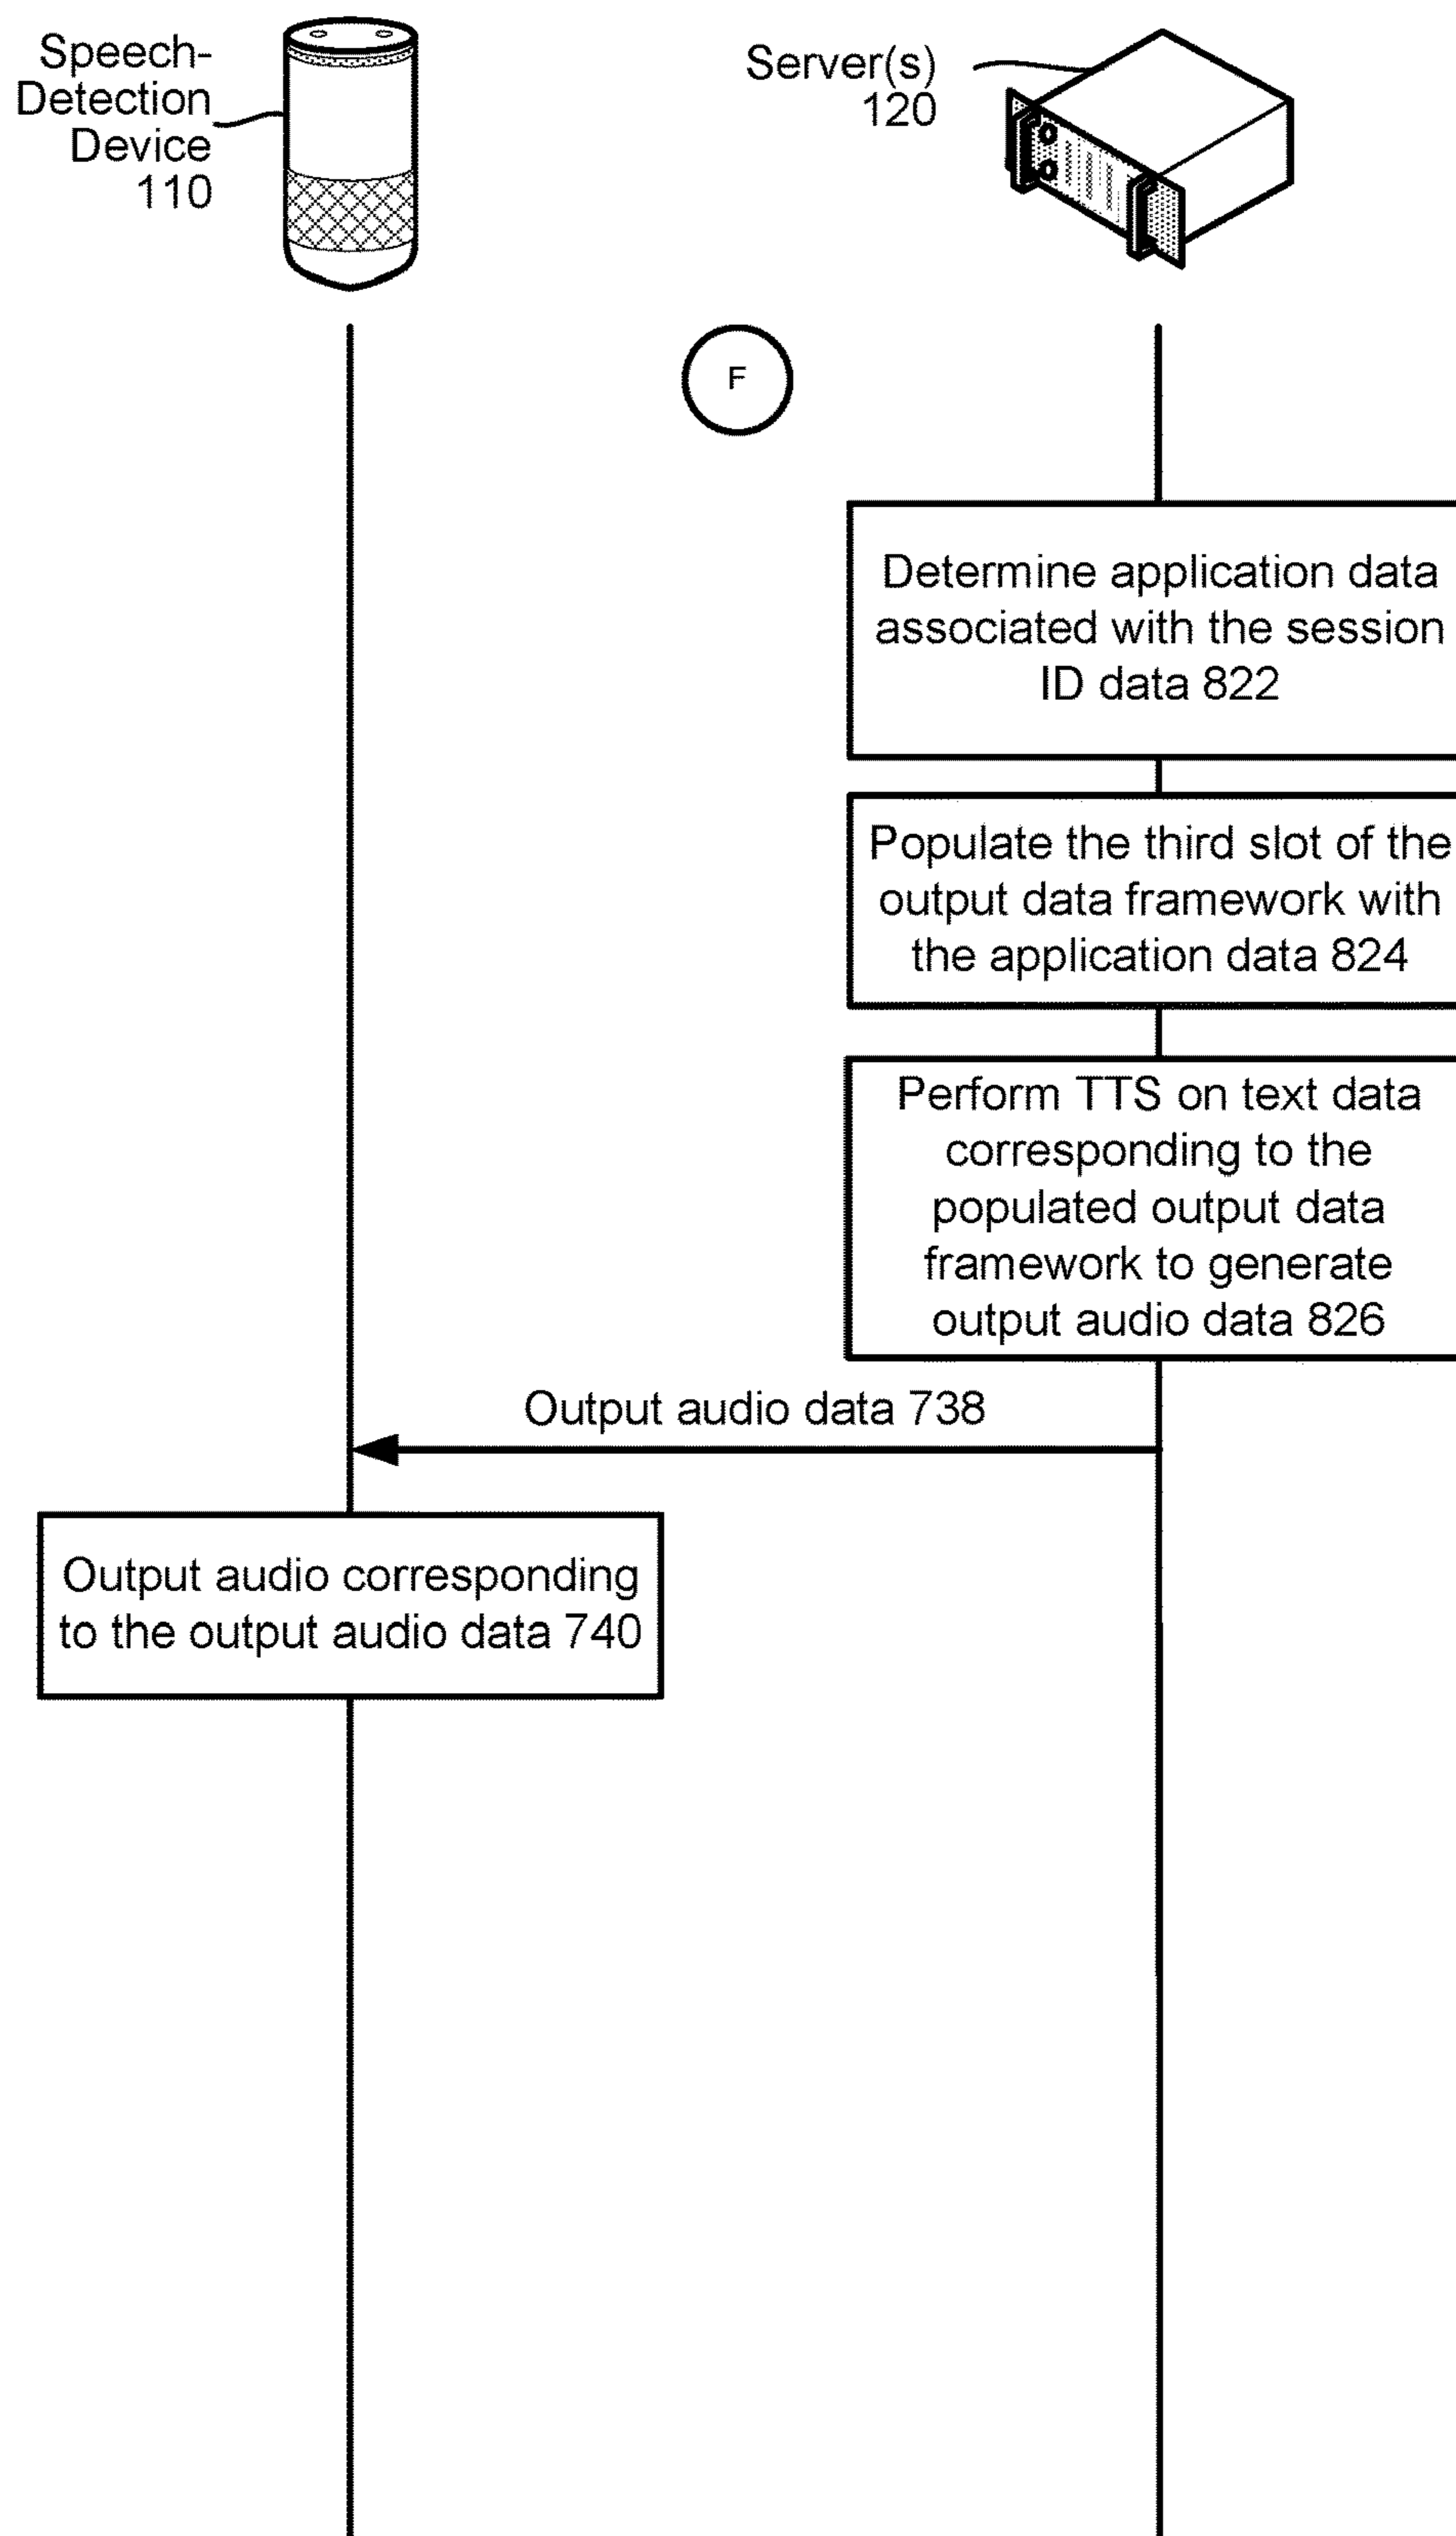 Speech-
Detection
Device
110
Server(s)
120
F
Determine application data
associated with the session
ID data 822
Populate the third slot of the
output data framework with
the application data 824
Perform TTS on text data
corresponding to the
populated output data
framework to generate
output audio data 826
Output audio data 738
Output audio corresponding
to the output audio data 740